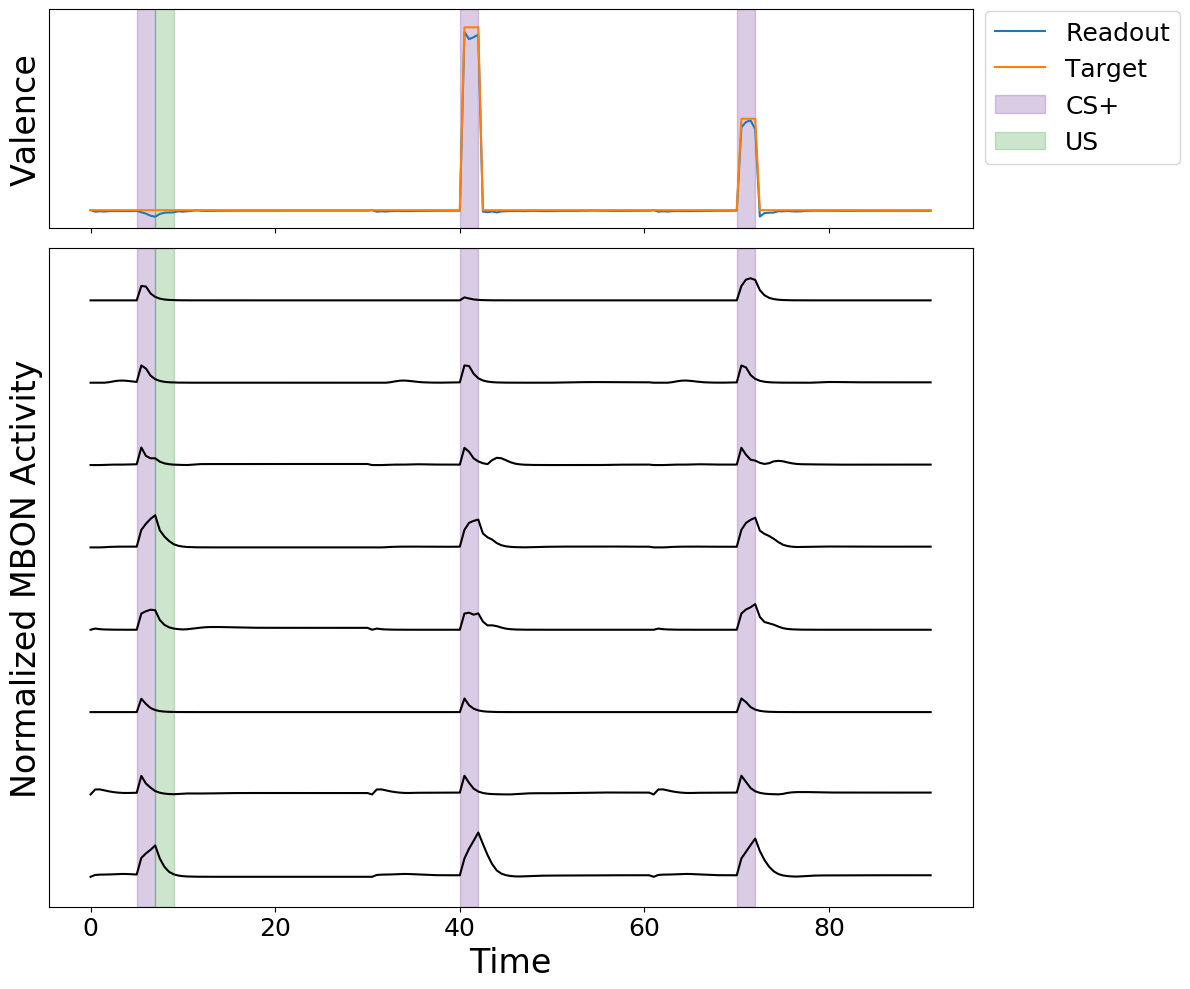 Valence
Readout
Target
CS+
US
Normalized MBON Activity
0 20 40 60 80
Time